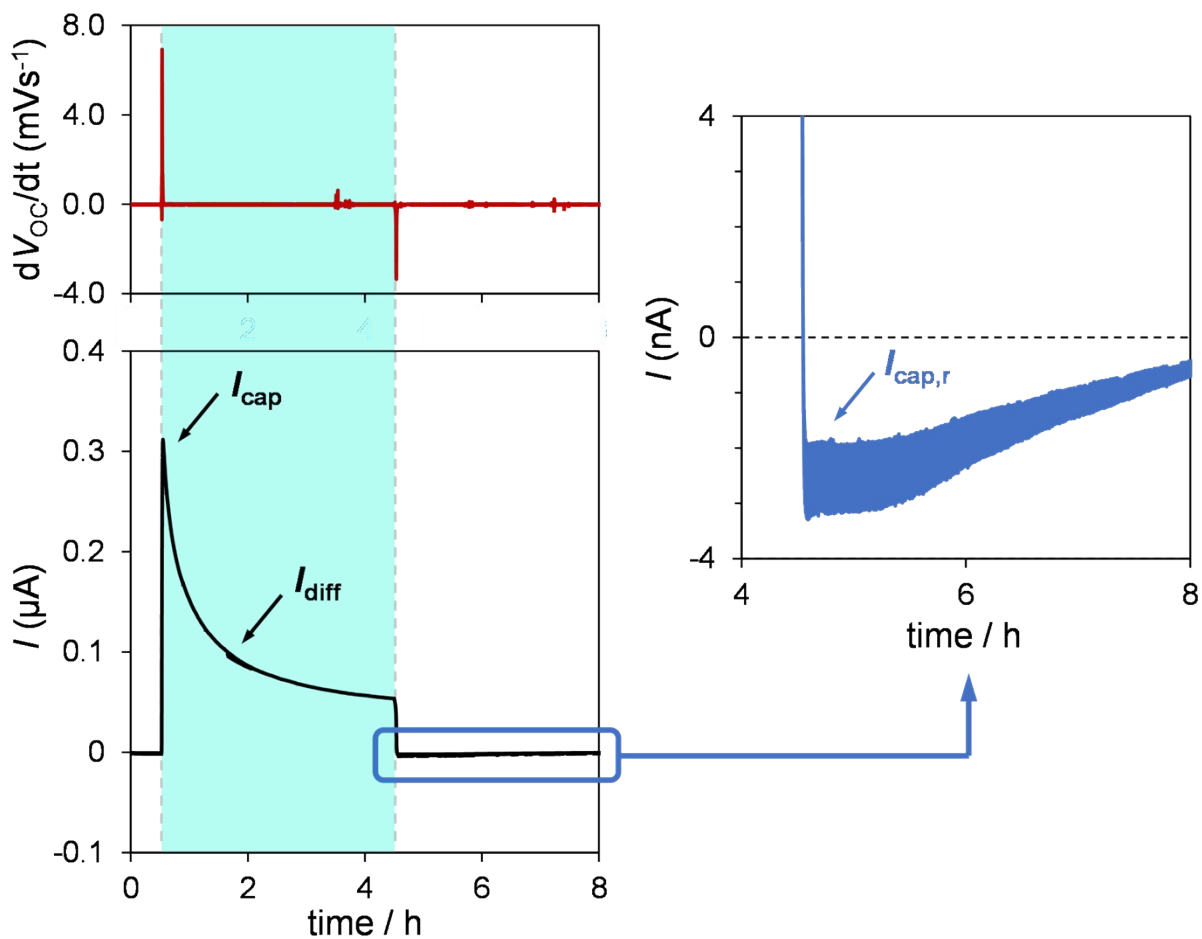 dV_OC/dt (mVs⁻¹)
8.0
4.0
0.0
-4.0
2 4
I (µA)
0.4
0.3
0.2
0.1
0
-0.1
I_cap
I_diff
0 2 4 6 8
time / h
I (nA)
4
0
-4
I_cap,r
4 6 8
time / h